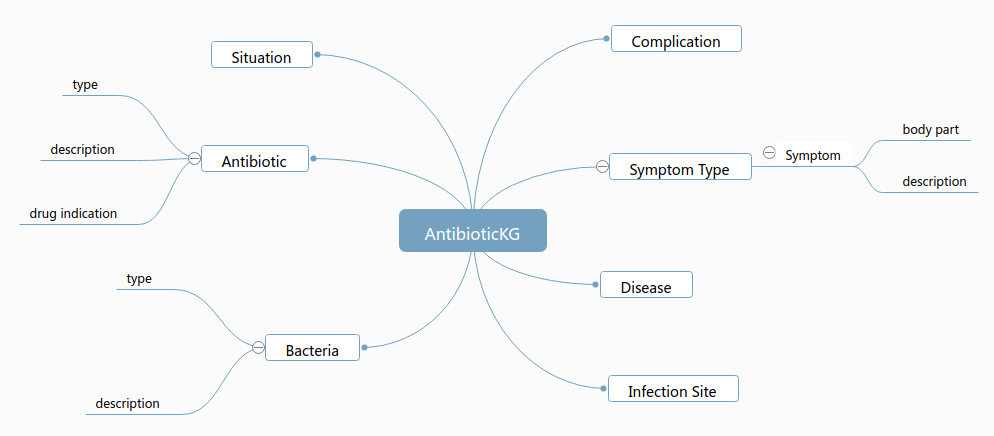 Situation
type
description
drug indication
Antibiotic
AntibioticKG
type
description
Bacteria
Complication
Symptom Type
Symptom
body part
description
Disease
Infection Site